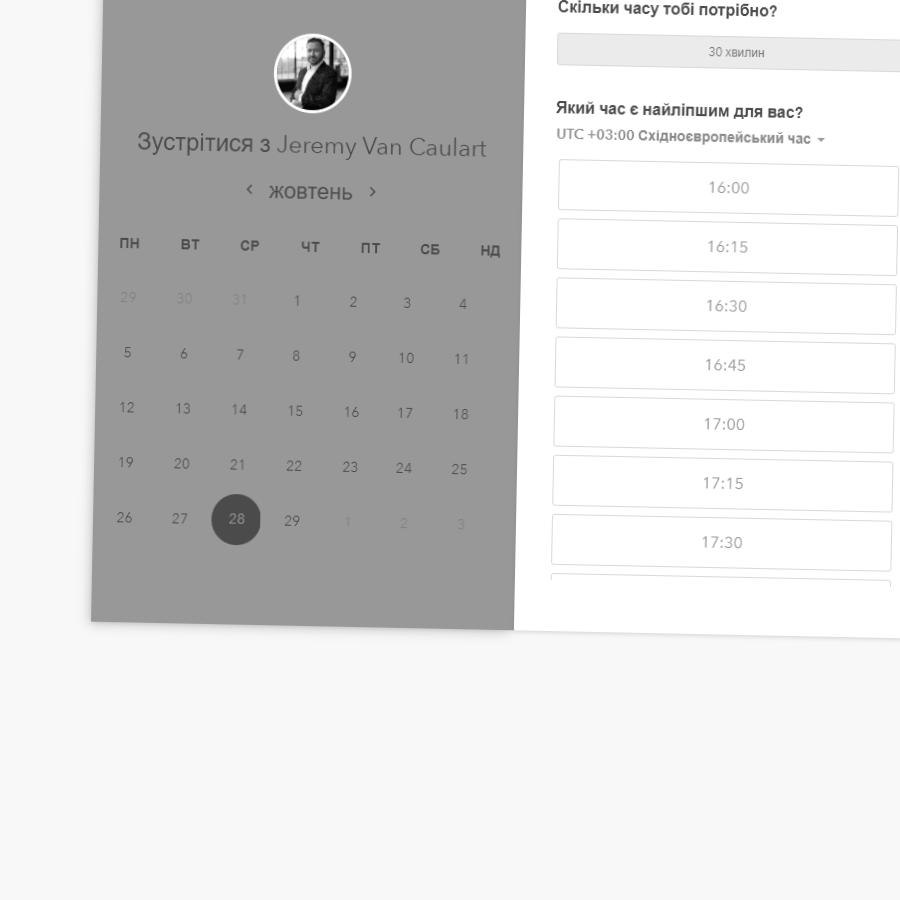 Зустрітися з Jeremy Van Caulart
‹ жовтень ›
ПН ВТ СР ЧТ ПТ СБ НД
29 30 31 1 2 3 4
5 6 7 8 9 10 11
12 13 14 15 16 17 18
19 20 21 22 23 24 25
26 27 28 29 1 2 3
Скільки часу тобі потрібно?
30 хвилин
Який час є найліпшим для вас?
UTC +03:00 Східноєвропейський час
16:00
16:15
16:30
16:45
17:00
17:15
17:30